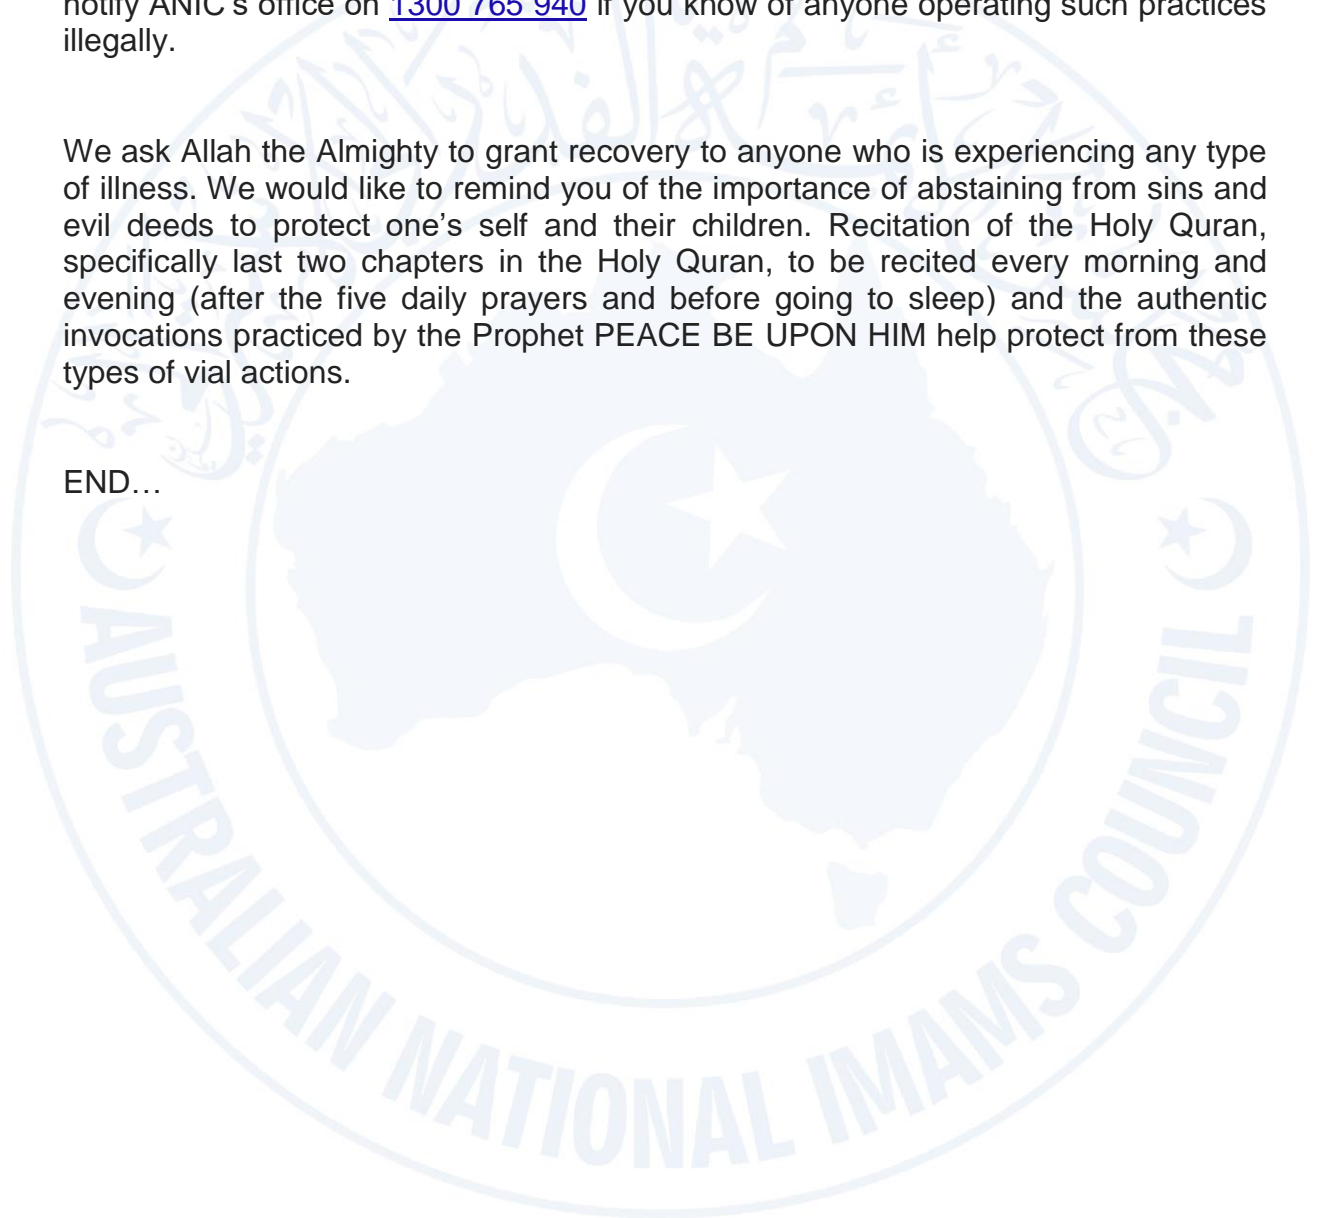 notify ANIC's office on 1300 765 940 if you know of anyone operating such practices
illegally.
We ask Allah the Almighty to grant recovery to anyone who is experiencing any type
of illness. We would like to remind you of the importance of abstaining from sins and
evil deeds to protect one’s self and their children. Recitation of the Holy Quran,
specifically last two chapters in the Holy Quran, to be recited every morning and
evening (after the five daily prayers and before going to sleep) and the authentic
invocations practiced by the Prophet PEACE BE UPON HIM help protect from these
types of vial actions.
END…
AUSTRALIAN NATIONAL IMAMS COUNCIL